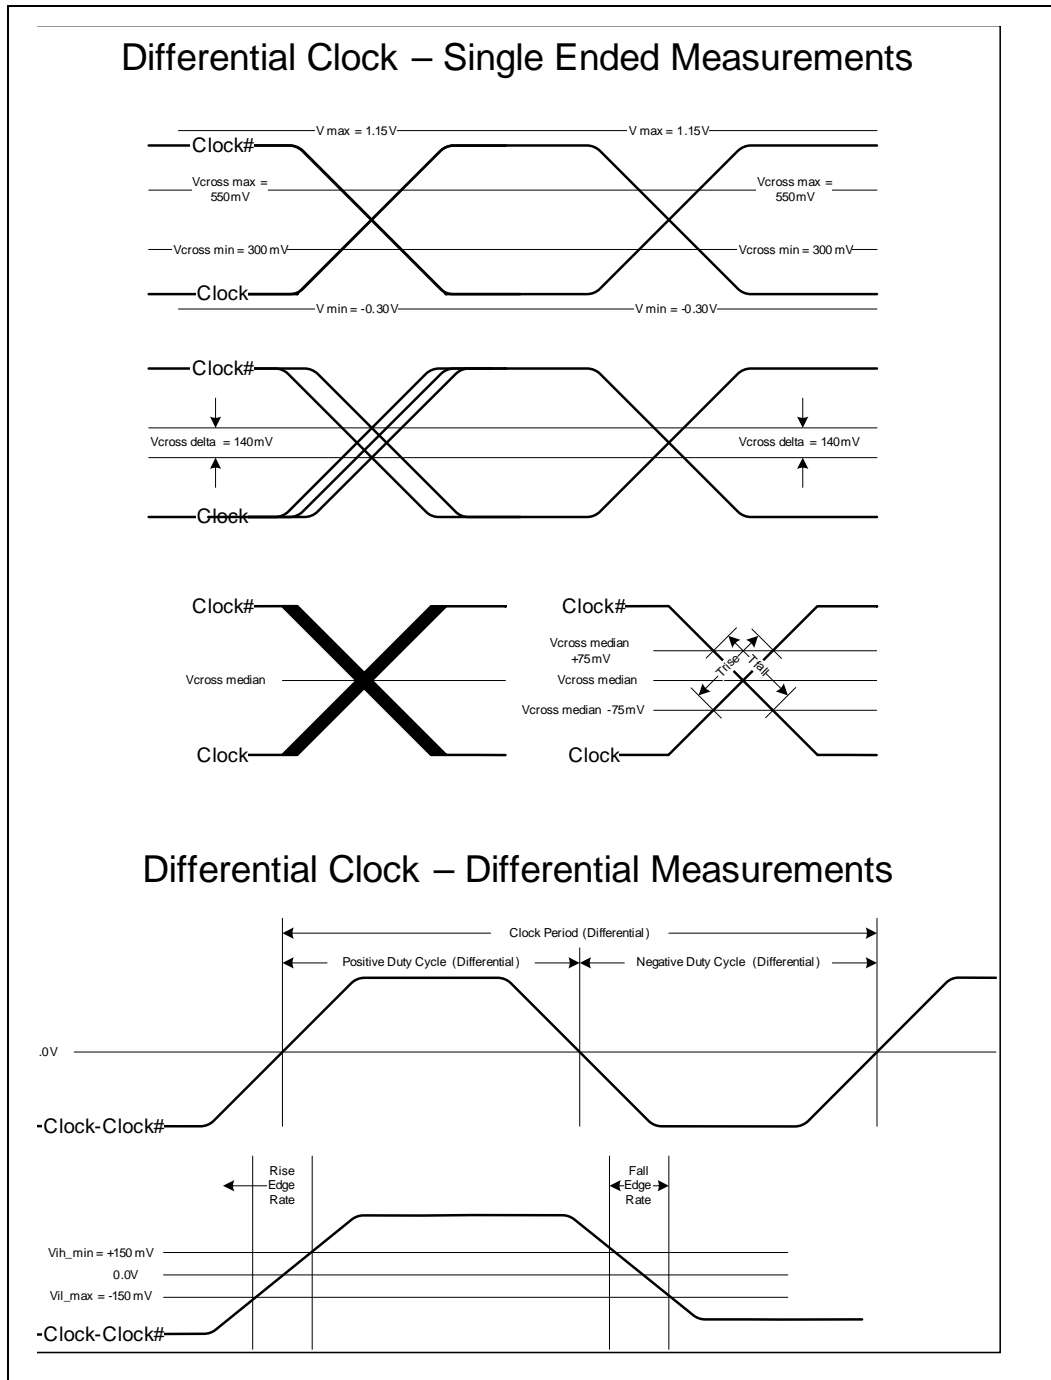 Differential Clock – Single Ended Measurements
V max = 1.15V
V max = 1.15V
Clock#
Vcross max =
550mV
Vcross max =
550mV
Vcross min = 300 mV
Vcross min = 300 mV
Clock
V min = -0.30V
V min = -0.30V
Clock#
Vcross delta = 140mV
Vcross delta = 140mV
Clock
Clock#
Vcross median
Clock
Clock#
Vcross median
+75mV
Vcross median
Vcross median -75mV
Trise
Tfall
Clock
Differential Clock – Differential Measurements
Clock Period (Differential)
Positive Duty Cycle (Differential)
Negative Duty Cycle (Differential)
.0V
-Clock-Clock#
Rise
Edge
Rate
Fall
Edge
Rate
Vih_min = +150 mV
0.0V
Vil_max = -150 mV
-Clock-Clock#